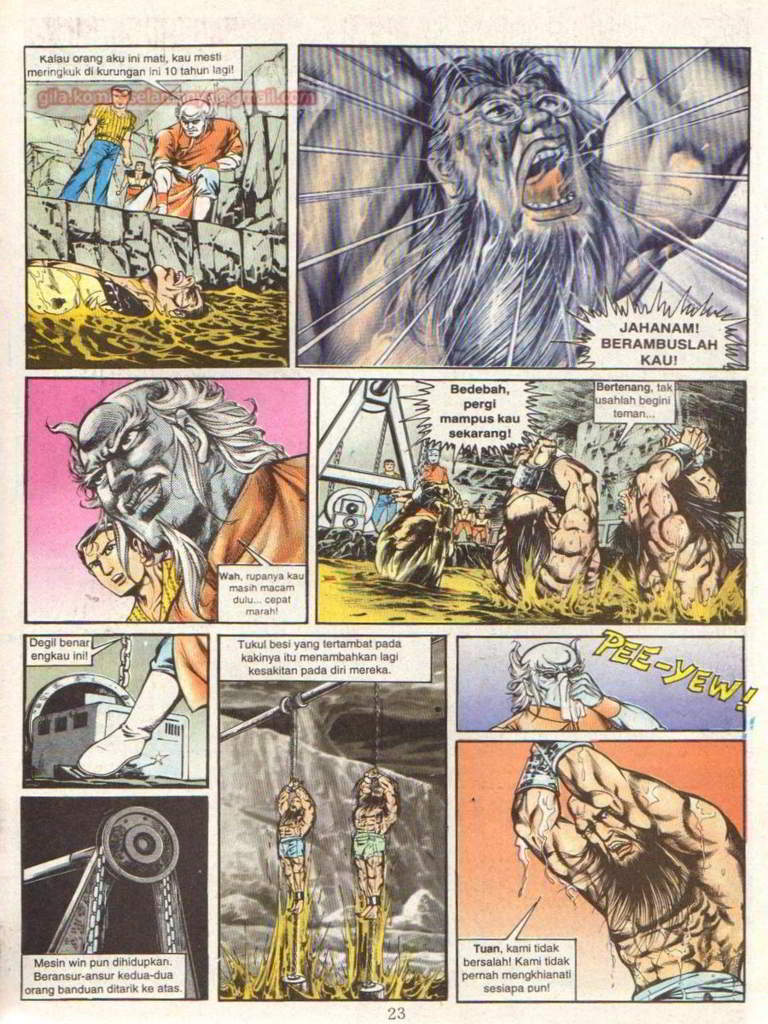 Kalau orang aku ini mati, kau mesti
meringkuk di kurungan ini 10 tahun lagi!
JAHANAM!
BERAMBUSLAH
KAU!
Wah, rupanya kau
masih macam
dulu... cepat
marah!
Bedebah,
pergi
mampus kau
sekarang!
Bertenang, tak
usahlah begini
teman...
Degil benar
engkau ini!
Mesin win pun dihidupkan.
Beransur-ansur kedua-dua
orang banduan ditarik ke atas.
Tukul besi yang tertambat pada
kakinya itu menambahkan lagi
kesakitan pada diri mereka.
PEE-YEW!
Tuan, kami tidak
bersalah! Kami tidak
pernah mengkhianati
sesiapa pun!
23